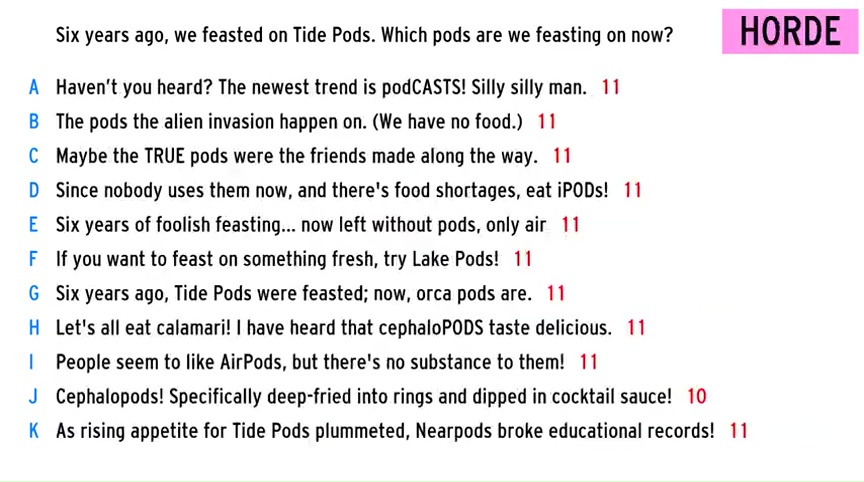 Six years ago, we feasted on Tide Pods. Which pods are we feasting on now?
HORDE
A Haven't you heard? The newest trend is podCASTS! Silly silly man. 11
B The pods the alien invasion happen on. (We have no food.) 11
C Maybe the TRUE pods were the friends made along the way. 11
D Since nobody uses them now, and there's food shortages, eat iPODs! 11
E Six years of foolish feasting... now left without pods, only air 11
F If you want to feast on something fresh, try Lake Pods! 11
G Six years ago, Tide Pods were feasted; now, orca pods are. 11
H Let's all eat calamari! I have heard that cephaloPODS taste delicious. 11
I People seem to like AirPods, but there's no substance to them! 11
J Cephalopods! Specifically deep-fried into rings and dipped in cocktail sauce! 10
K As rising appetite for Tide Pods plummeted, Nearpods broke educational records! 11